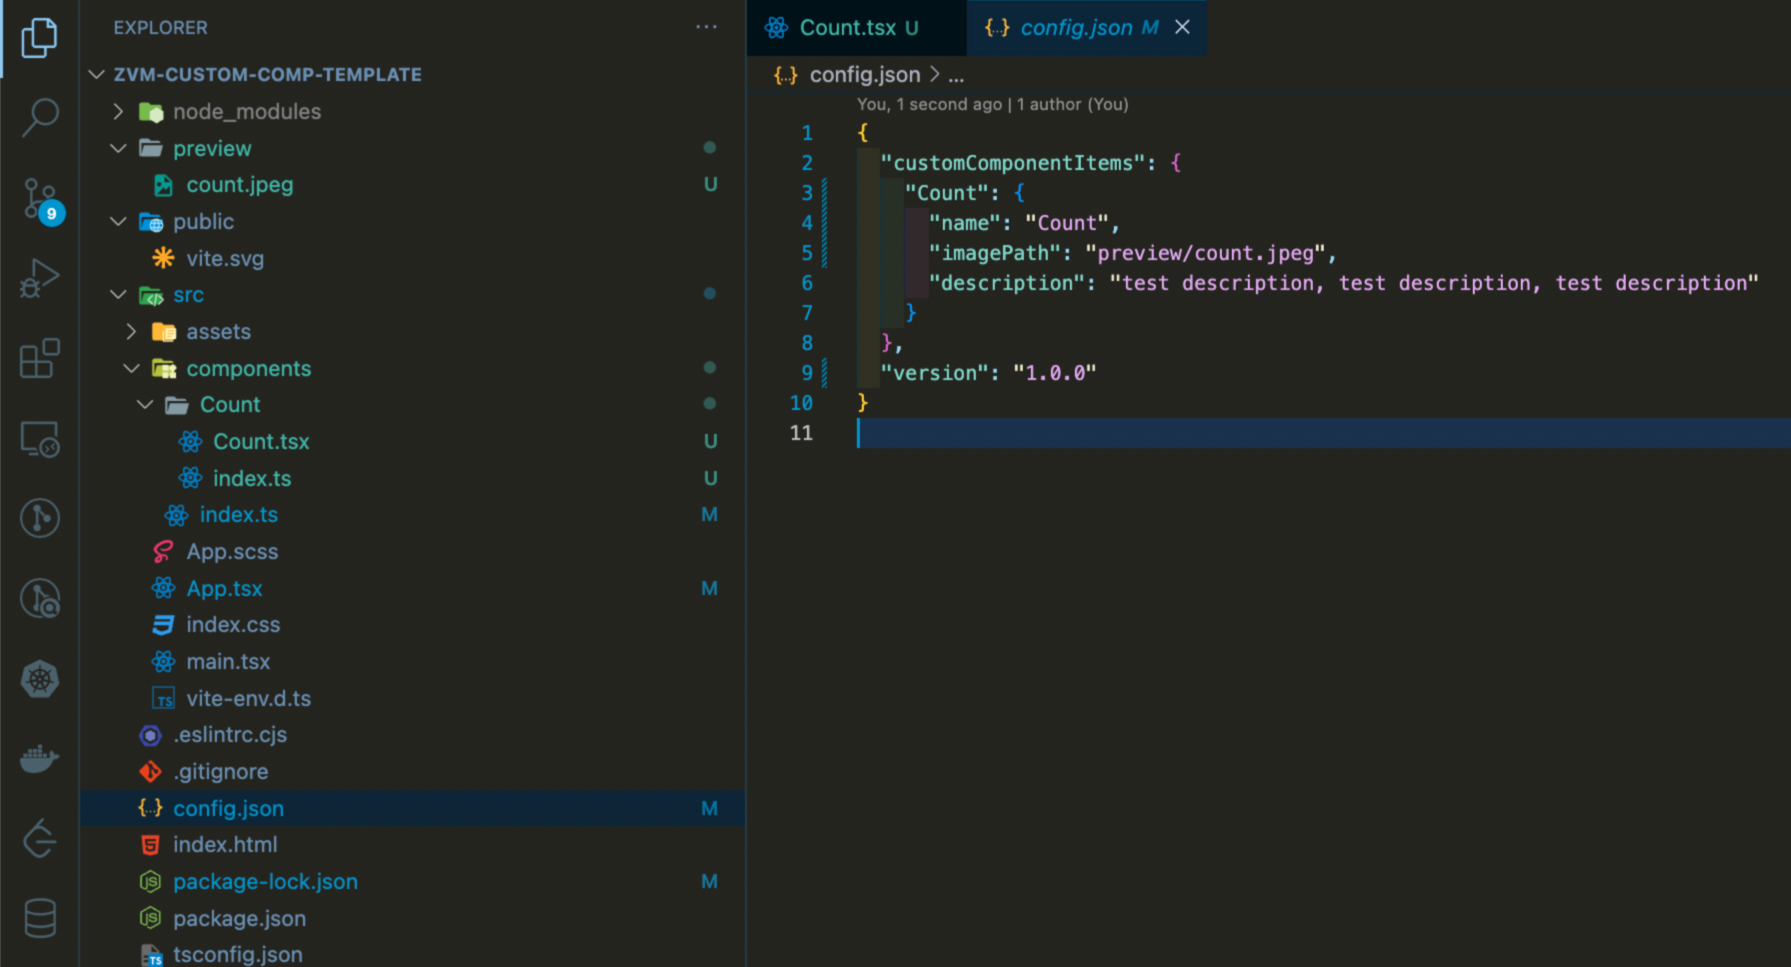 EXPLORER
ZVM-CUSTOM-COMP-TEMPLATE
node_modules
preview
count.jpeg U
public
vite.svg
src
assets
components
Count
Count.tsx U
index.ts U
index.ts M
App.scss
App.tsx M
index.css
main.tsx
TS vite-env.d.ts
.eslintrc.cjs
.gitignore
{..} config.json M
index.html
package-lock.json M
package.json
TS tsconfig.json
9
Count.tsx U {..} config.json M
{..} config.json > ...
You, 1 second ago | 1 author (You)
1 {
2 "customComponentItems": {
3 "Count": {
4 "name": "Count",
5 "imagePath": "preview/count.jpeg",
6 "description": "test description, test description, test description"
7 }
8 },
9 "version": "1.0.0"
10 }
11